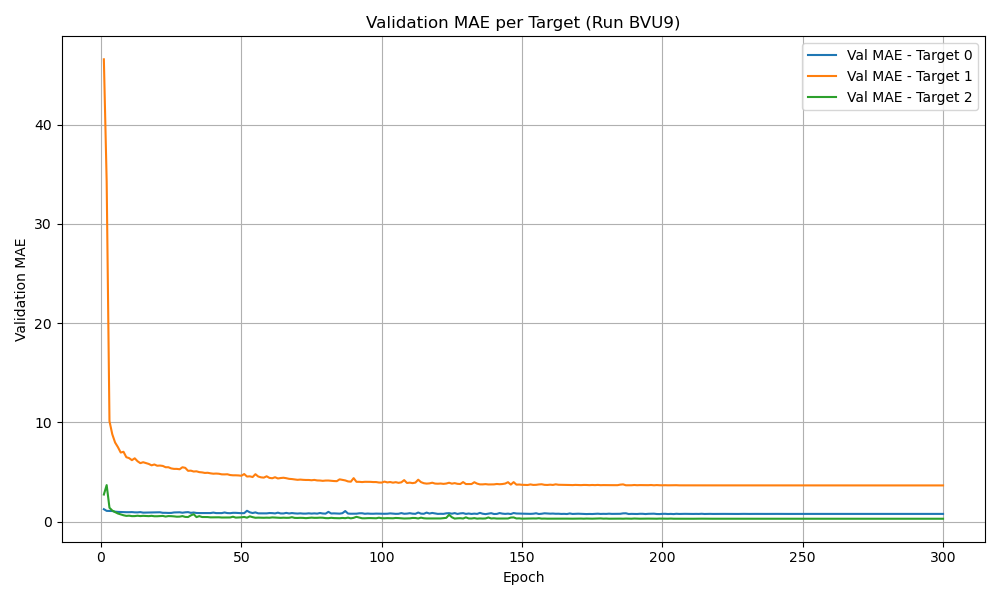 Validation MAE per Target (Run BVU9)
Val MAE - Target 0
Val MAE - Target 1
Val MAE - Target 2
Validation MAE
40
30
20
10
0
0 50 100 150 200 250 300
Epoch